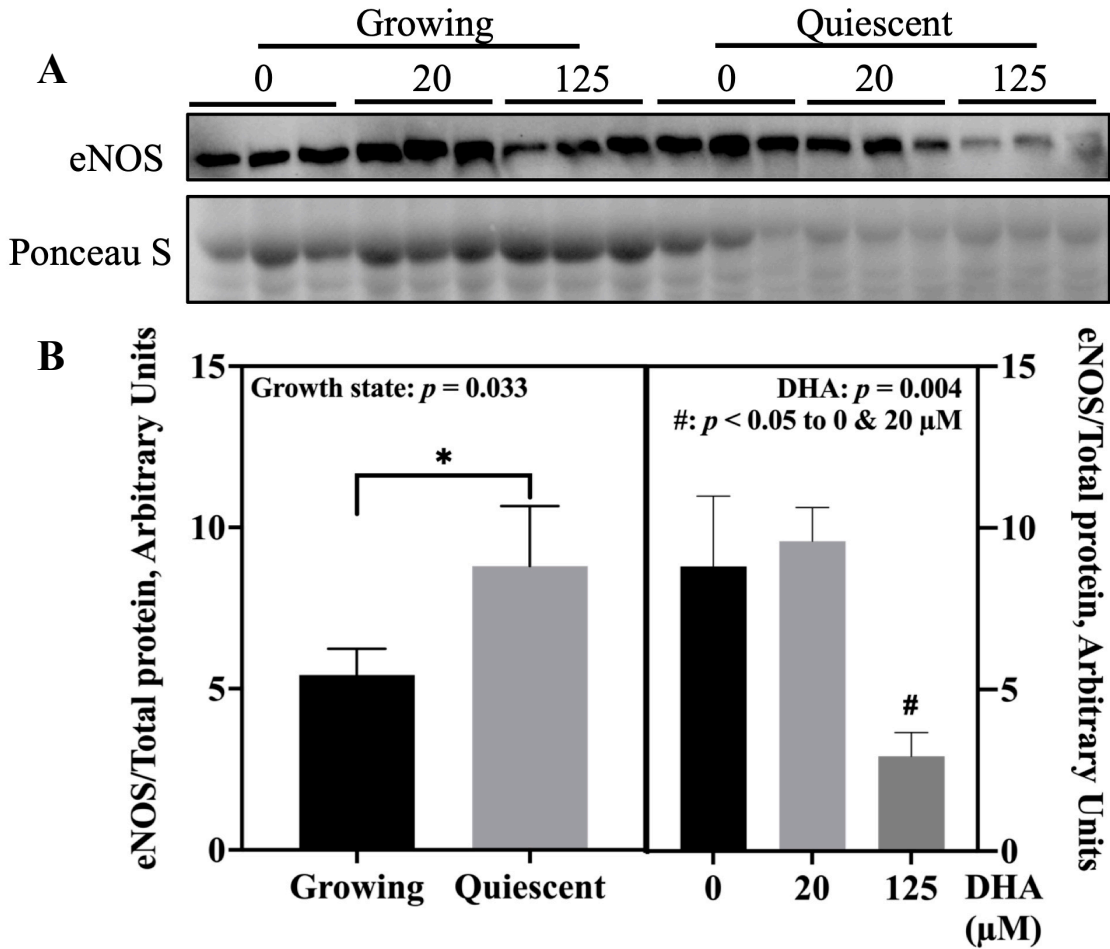 Growing Quiescent
A 0 20 125 0 20 125
eNOS
Ponceau S
B
eNOS/Total protein, Arbitrary Units
15
10
5
0
Growth state: p = 0.033
*
Growing Quiescent
DHA: p = 0.004
#: p < 0.05 to 0 & 20 µM
#
15
10
5
0
eNOS/Total protein, Arbitrary Units
0 20 125 DHA
(µM)